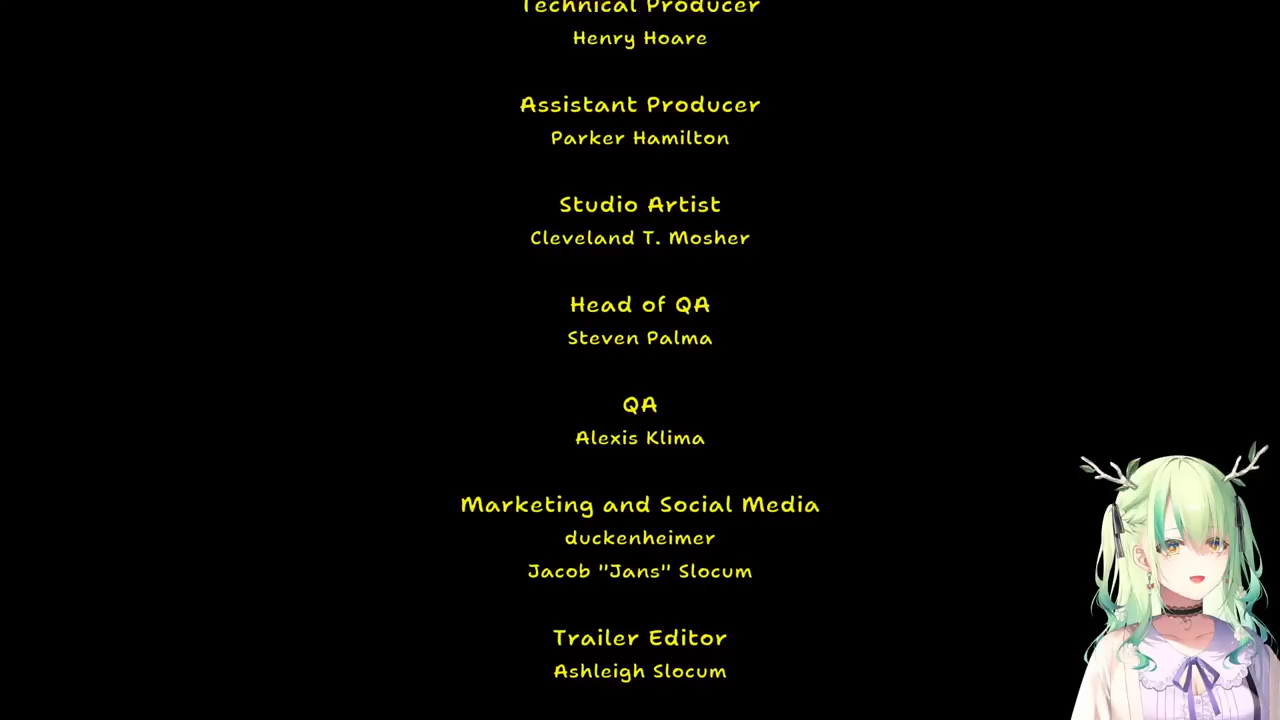 Technical Producer
Henry Hoare
Assistant Producer
Parker Hamilton
Studio Artist
Cleveland T. Mosher
Head of QA
Steven Palma
QA
Alexis Klima
Marketing and Social Media
duckenheimer
Jacob "Jans" Slocum
Trailer Editor
Ashleigh Slocum